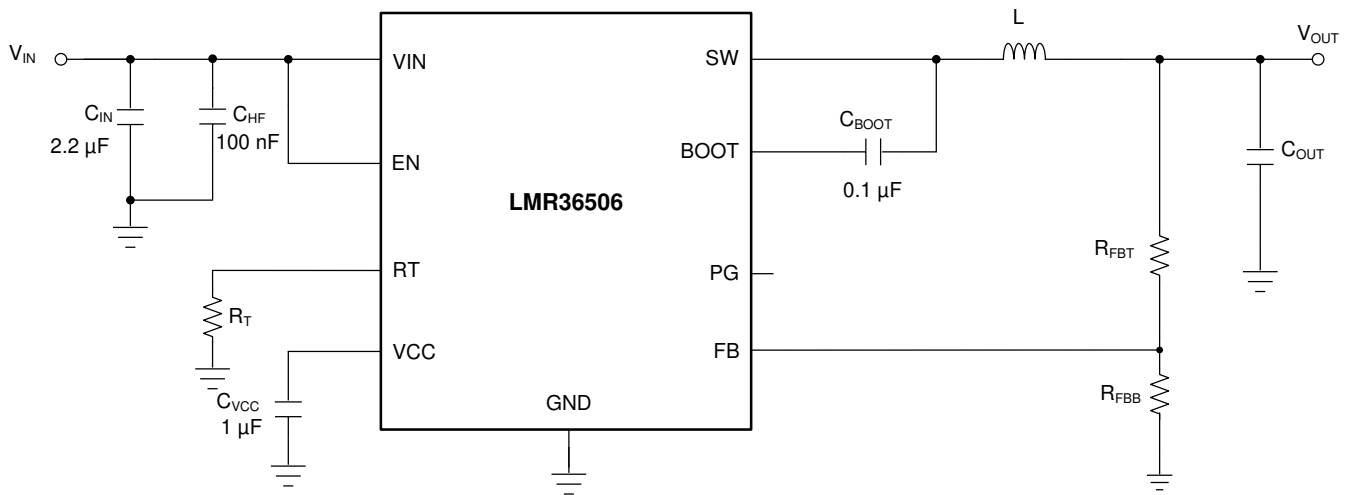 L
V_OUT
V_IN
VIN
SW
C_IN
2.2 µF
C_HF
100 nF
C_BOOT
0.1 µF
BOOT
C_OUT
EN
LMR36506
RT
PG
R_FBT
R_T
VCC
FB
C_VCC
1 µF
GND
R_FBB